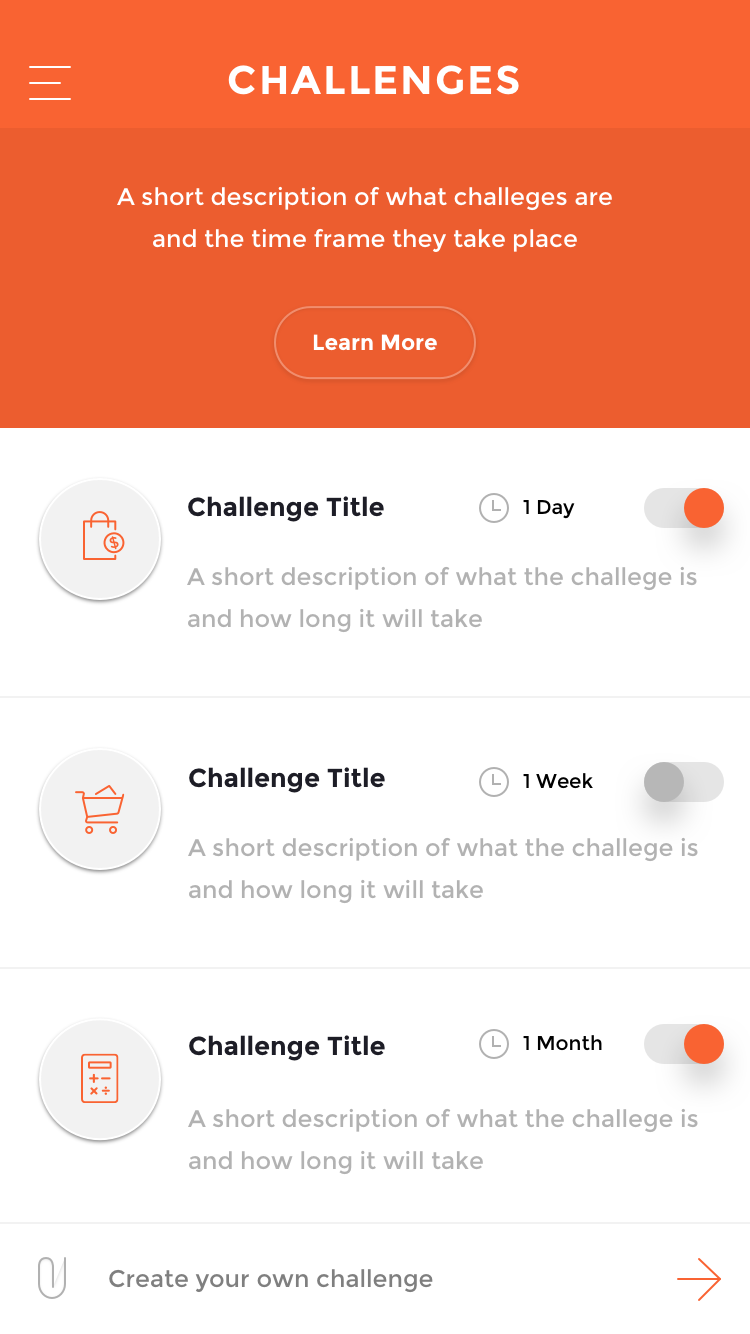 CHALLENGES
A short description of what challeges are
and the time frame they take place
Learn More
Challenge Title
1 Day
A short description of what the challege is
and how long it will take
Challenge Title
1 Week
A short description of what the challege is
and how long it will take
Challenge Title
1 Month
A short description of what the challege is
and how long it will take
Create your own challenge